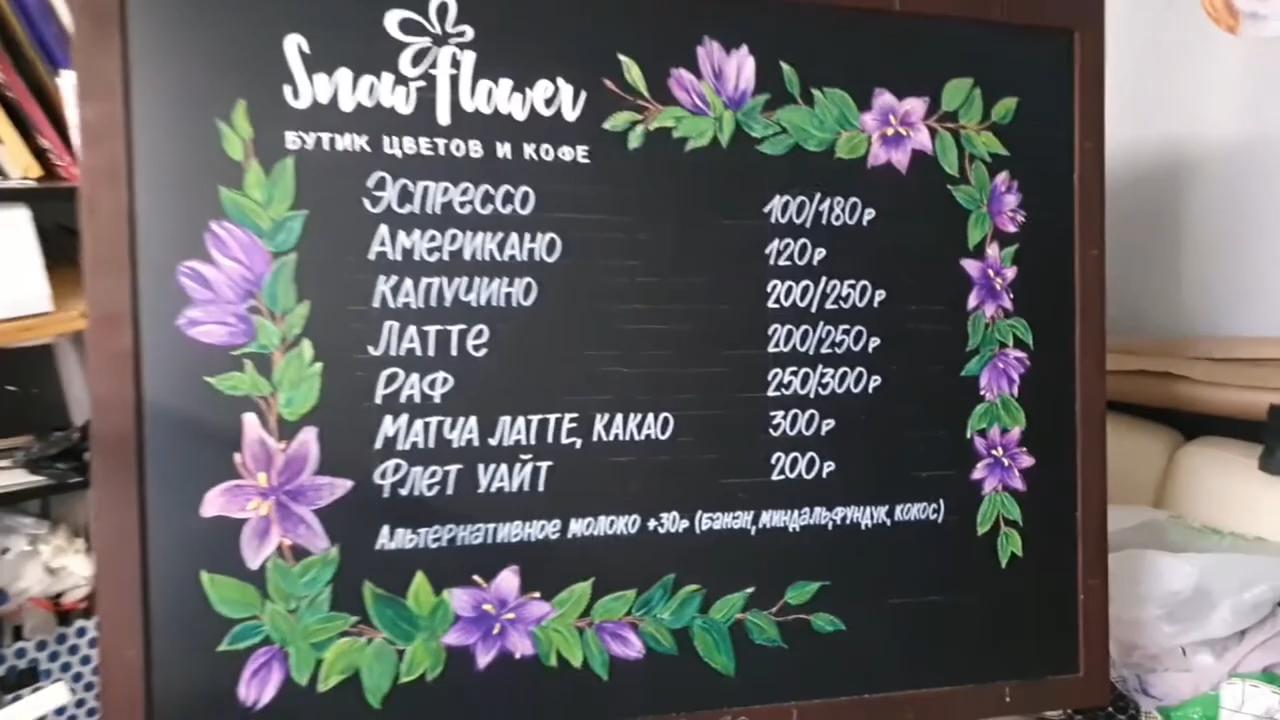 Snow flower
БУТИК ЦВЕТОВ И КОФЕ
ЭСПРЕССО 100/180р
АМЕРИКАНО 120р
КАПУЧИНО 200/250р
ЛАТТЕ 200/250р
РАФ 250/300р
МАТЧА ЛАТТЕ, КАКАО 300р
ФЛЕТ УАЙТ 200р
АЛЬТЕРНАТИВНОЕ МОЛОКО +30р (БАНАН, МИНДАЛЬ, ФУНДУК, КОКОС)